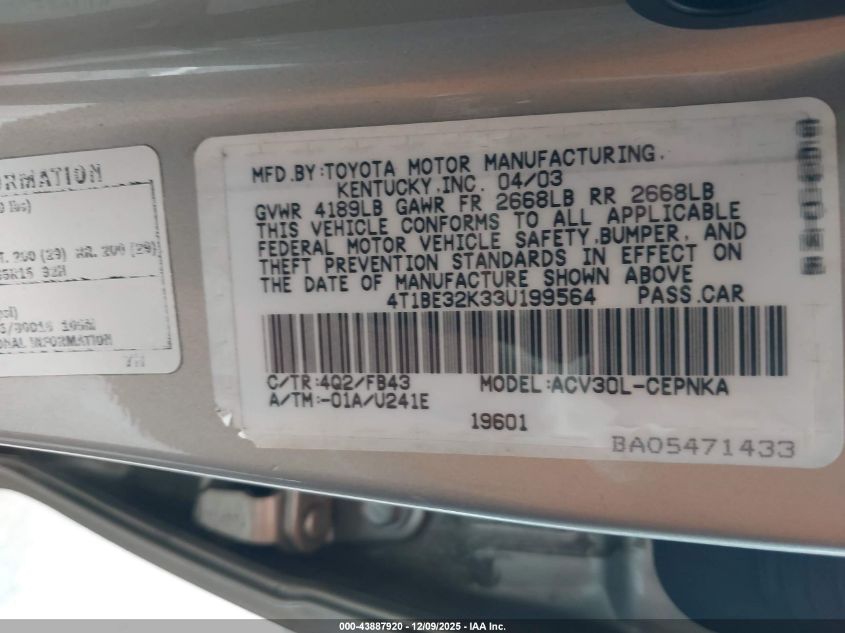 MFD.BY:TOYOTA MOTOR MANUFACTURING.
KENTUCKY.INC. 04/03
GVWR 4189LB GAWR FR 2668LB RR 2668LB
THIS VEHICLE CONFORMS TO ALL APPLICABLE
FEDERAL MOTOR VEHICLE SAFETY,BUMPER, AND
THEFT PREVENTION STANDARDS IN EFFECT ON
THE DATE OF MANUFACTURE SHOWN ABOVE
4T1BE32K33U199564 PASS.CAR
C/TR:4Q2/FB43 MODEL:ACV30L-CEPNKA
A/TM:-01A/U241E
19601
BA05471433
ORMATION
000-43887920 - 12/09/2025 - IAA Inc.